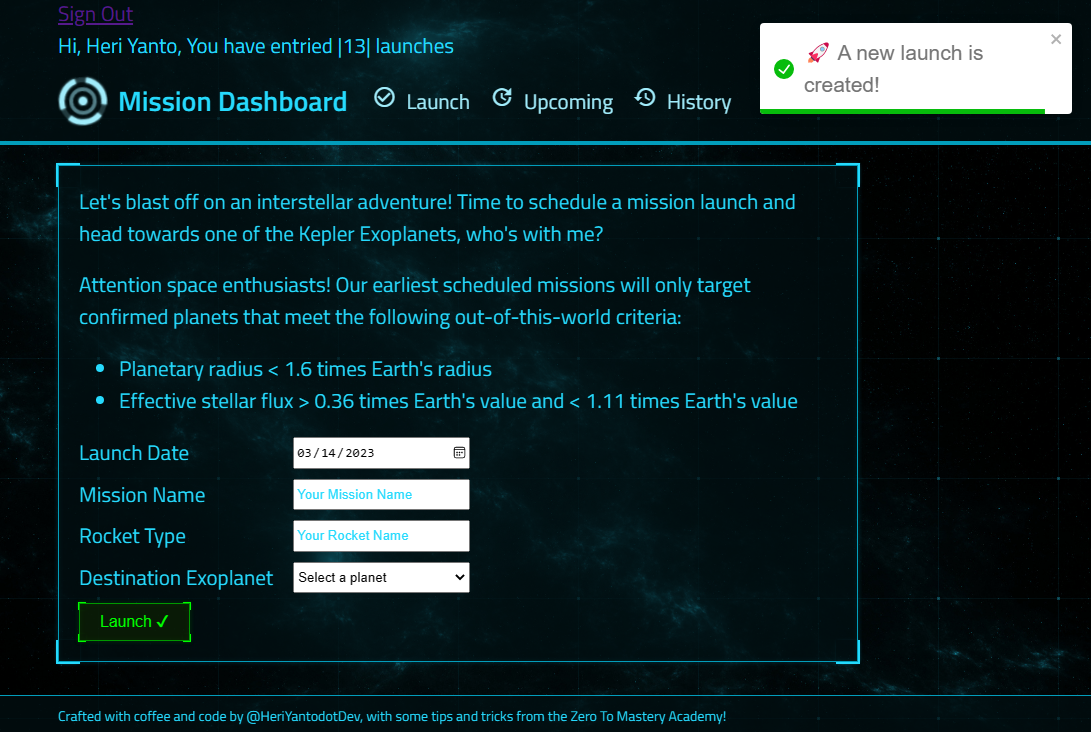 Sign Out
Hi, Heri Yanto, You have entried |13| launches
🚀 A new launch is
created!
Mission Dashboard
Launch
Upcoming
History
Let's blast off on an interstellar adventure! Time to schedule a mission launch and
head towards one of the Kepler Exoplanets, who's with me?
Attention space enthusiasts! Our earliest scheduled missions will only target
confirmed planets that meet the following out-of-this-world criteria:
Planetary radius < 1.6 times Earth's radius
Effective stellar flux > 0.36 times Earth's value and < 1.11 times Earth's value
Launch Date 03/14/2023
Mission Name Your Mission Name
Rocket Type Your Rocket Name
Destination Exoplanet Select a planet
Launch ✓
Crafted with coffee and code by @HeriYantodotDev, with some tips and tricks from the Zero To Mastery Academy!